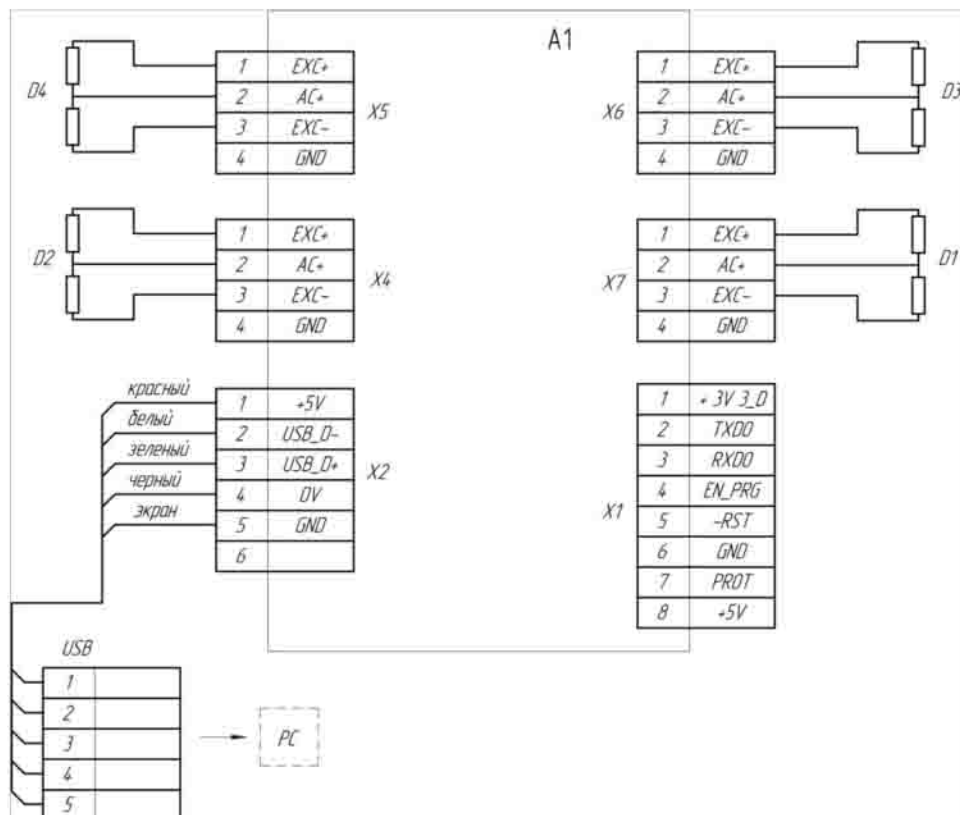 A1
D4
1 EXC+
2 AC+
3 EXC-
4 GND
X5
X6
1 EXC+
2 AC+
3 EXC-
4 GND
D3
D2
1 EXC+
2 AC+
3 EXC-
4 GND
X4
X7
1 EXC+
2 AC+
3 EXC-
4 GND
D1
красный
белый
зеленый
черный
экран
1 +5V
2 USB_D-
3 USB_D+
4 0V
5 GND
6
X2
X1
1 + 3V 3_D
2 TXD0
3 RXD0
4 EN_PRG
5 -RST
6 GND
7 PROT
8 +5V
USB
1
2
3
4
5
PC